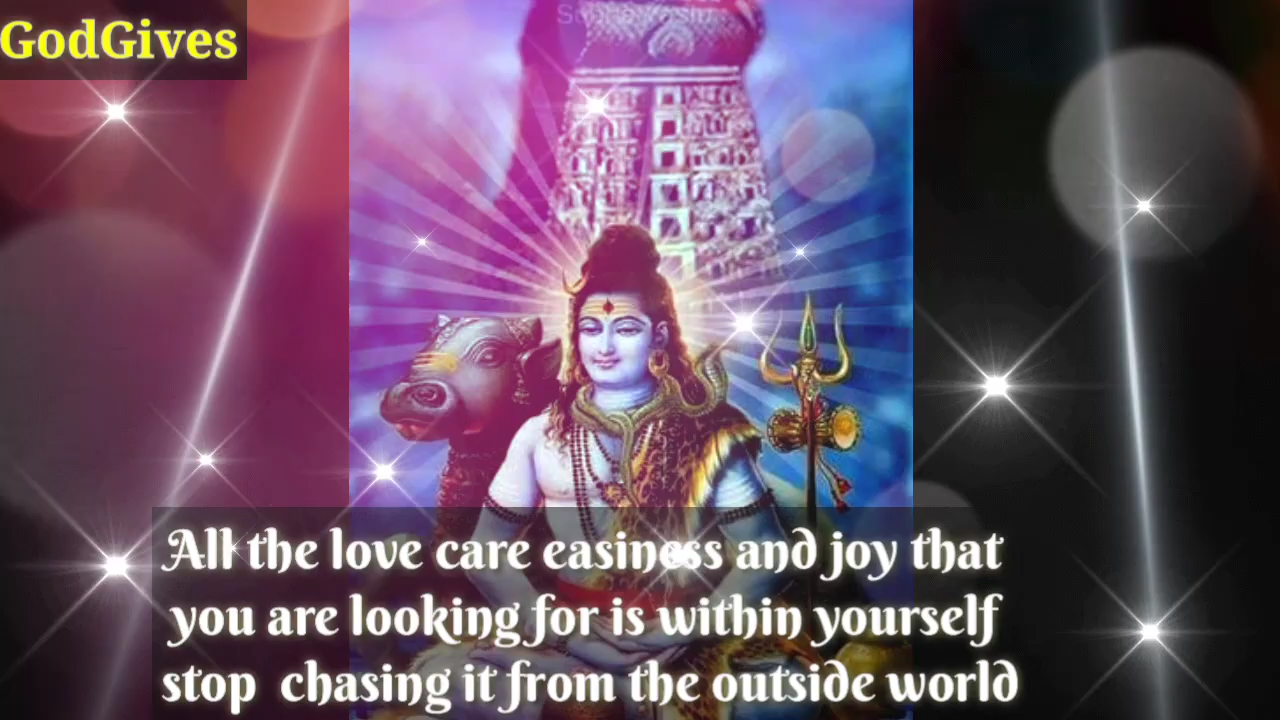 GodGives
All the love care easiness and joy that
you are looking for is within yourself
stop chasing it from the outside world